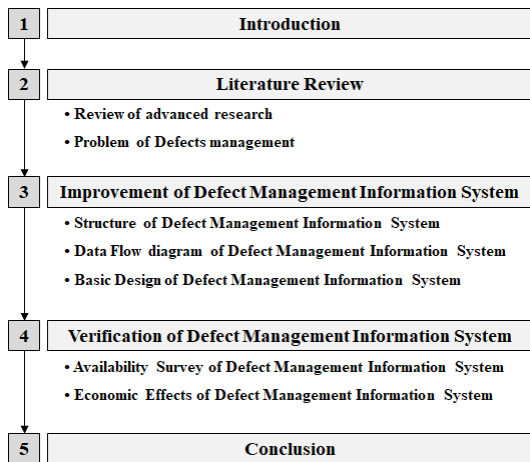 1 Introduction
2 Literature Review
• Review of advanced research
• Problem of Defects management
3 Improvement of Defect Management Information System
• Structure of Defect Management Information System
• Data Flow diagram of Defect Management Information System
• Basic Design of Defect Management Information System
4 Verification of Defect Management Information System
• Availability Survey of Defect Management Information System
• Economic Effects of Defect Management Information System
5 Conclusion